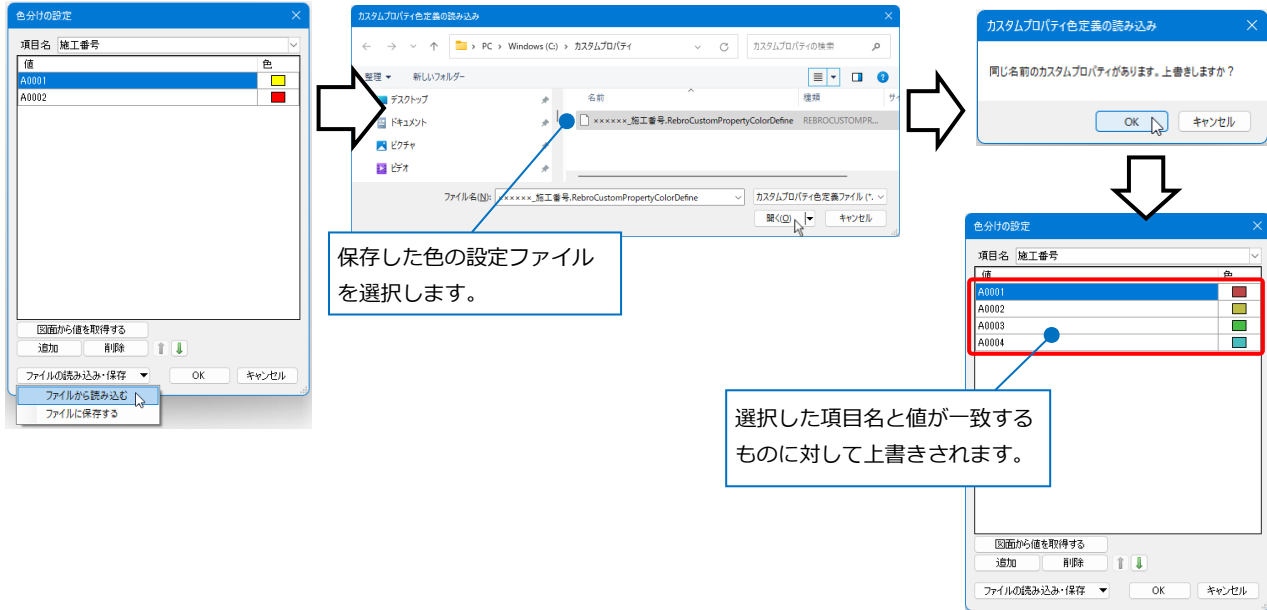 色分けの設定
項目名 施工番号
値 色
A0001
A0002
図面から値を取得する
追加 削除
ファイルの読み込み・保存 OK キャンセル
ファイルから読み込む
ファイルに保存する
カスタムプロパティ色定義の読み込み
PC › Windows (C:) › カスタムプロパティ
カスタムプロパティの検索
整理 新しいフォルダー
デスクトップ
ドキュメント
ピクチャ
ビデオ
名前 種類
××××××_施工番号.RebroCustomPropertyColorDefine REBROCUSTOMPR...
ファイル名(N): ××××××_施工番号.RebroCustomPropertyColorDefine カスタムプロパティ色定義ファイル (*.
開く(O) キャンセル
保存した色の設定ファイル
を選択します。
カスタムプロパティ色定義の読み込み
同じ名前のカスタムプロパティがあります。上書きしますか？
OK キャンセル
色分けの設定
項目名 施工番号
値 色
A0001
A0002
A0003
A0004
選択した項目名と値が一致する
ものに対して上書きされます。
図面から値を取得する
追加 削除
ファイルの読み込み・保存 OK キャンセル